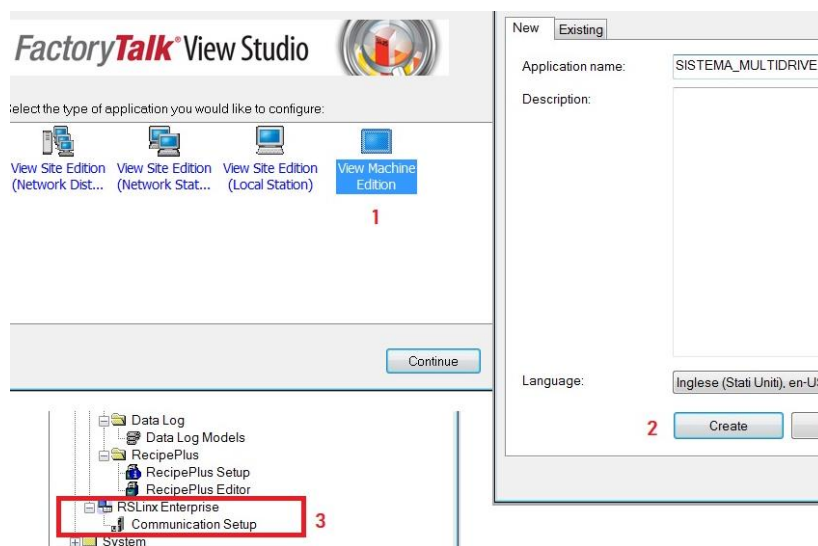 FactoryTalk® View Studio
Select the type of application you would like to configure:
View Site Edition
(Network Dist...
View Site Edition
(Network Stat...
View Site Edition
(Local Station)
View Machine
Edition
1
Continue
New
Existing
Application name:
SISTEMA_MULTIDRIVE
Description:
Language:
Inglese (Stati Uniti), en-US
2
Create
Data Log
Data Log Models
RecipePlus
RecipePlus Setup
RecipePlus Editor
RSLinx Enterprise
Communication Setup
3
System